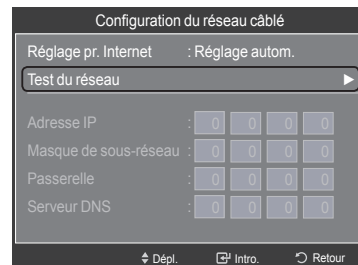 Configuration du réseau câblé
Réglage pr. Internet : Réglage autom.
Test du réseau ►
Adresse IP : 0 0 0 0
Masque de sous-réseau : 0 0 0 0
Passerelle : 0 0 0 0
Serveur DNS : 0 0 0 0
Dépl. Intro. Retour